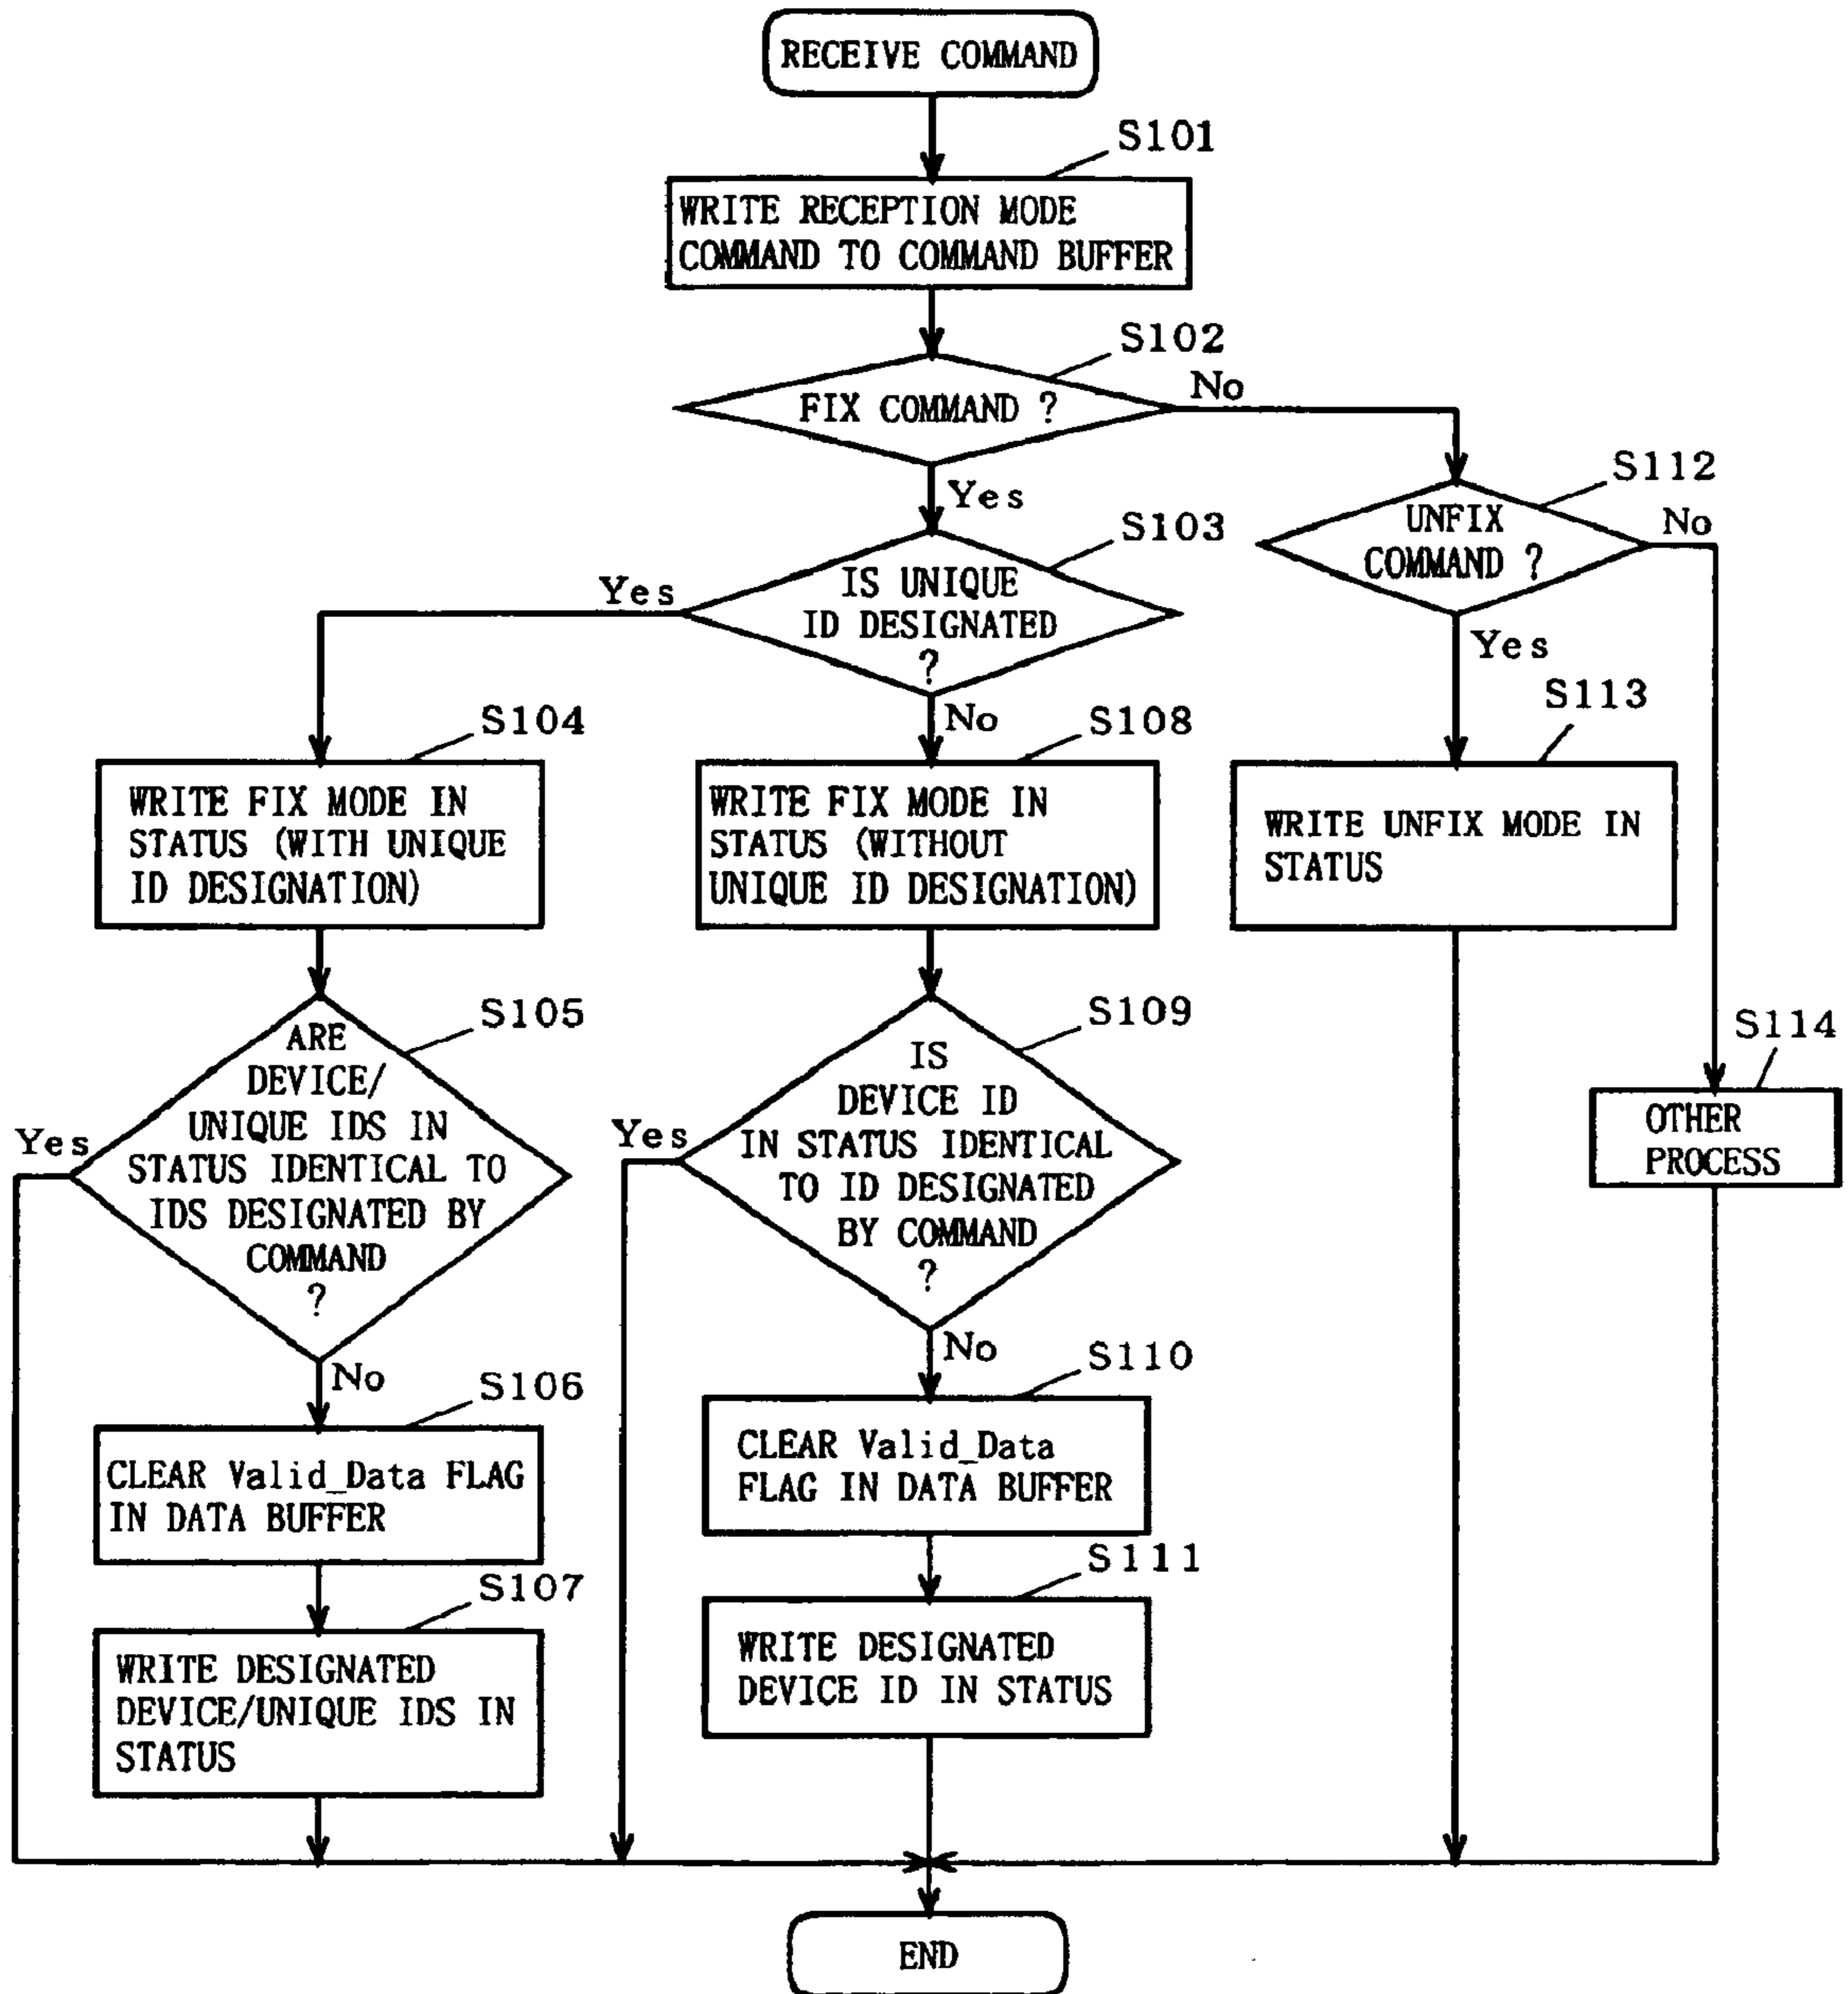 RECEIVE COMMAND
S101
WRITE RECEPTION MODE
COMMAND TO COMMAND BUFFER
S102
FIX COMMAND ?
No
Yes
S112
UNFIX
COMMAND ?
No
Yes
S103
IS UNIQUE
ID DESIGNATED
?
Yes
No
S104
WRITE FIX MODE IN
STATUS (WITH UNIQUE
ID DESIGNATION)
S108
WRITE FIX MODE IN
STATUS (WITHOUT
UNIQUE ID DESIGNATION)
S113
WRITE UNFIX MODE IN
STATUS
S105
ARE
DEVICE/
UNIQUE IDS IN
STATUS IDENTICAL TO
IDS DESIGNATED BY
COMMAND
?
Yes
No
S109
IS
DEVICE ID
IN STATUS IDENTICAL
TO ID DESIGNATED
BY COMMAND
?
Yes
No
S114
OTHER
PROCESS
S106
CLEAR Valid_Data FLAG
IN DATA BUFFER
S110
CLEAR Valid_Data
FLAG IN DATA BUFFER
S107
WRITE DESIGNATED
DEVICE/UNIQUE IDS IN
STATUS
S111
WRITE DESIGNATED
DEVICE ID IN STATUS
END